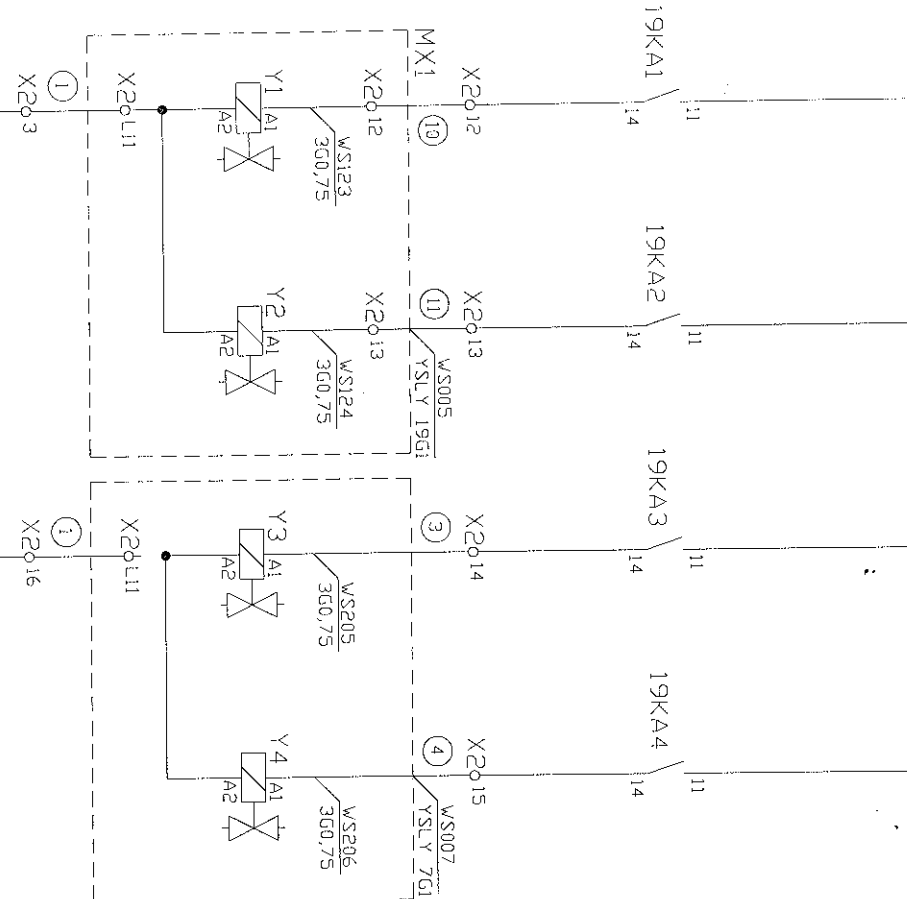 19KA1
11
14
X2 12
10
MX1
X2 12
WS123
3G0,75
Y1
A1
A2
X2 L11
1
X2 3
19KA2
11
14
X2 13
11
WS005
YSLY 19G1
X2 13
WS124
3G0,75
Y2
A1
A2
19KA3
11
14
X2 14
3
WS205
3G0,75
Y3
A1
A2
X2 L11
1
X2 16
19KA4
11
14
X2 15
4
WS007
YSLY 7G1
WS206
3G0,75
Y4
A1
A2